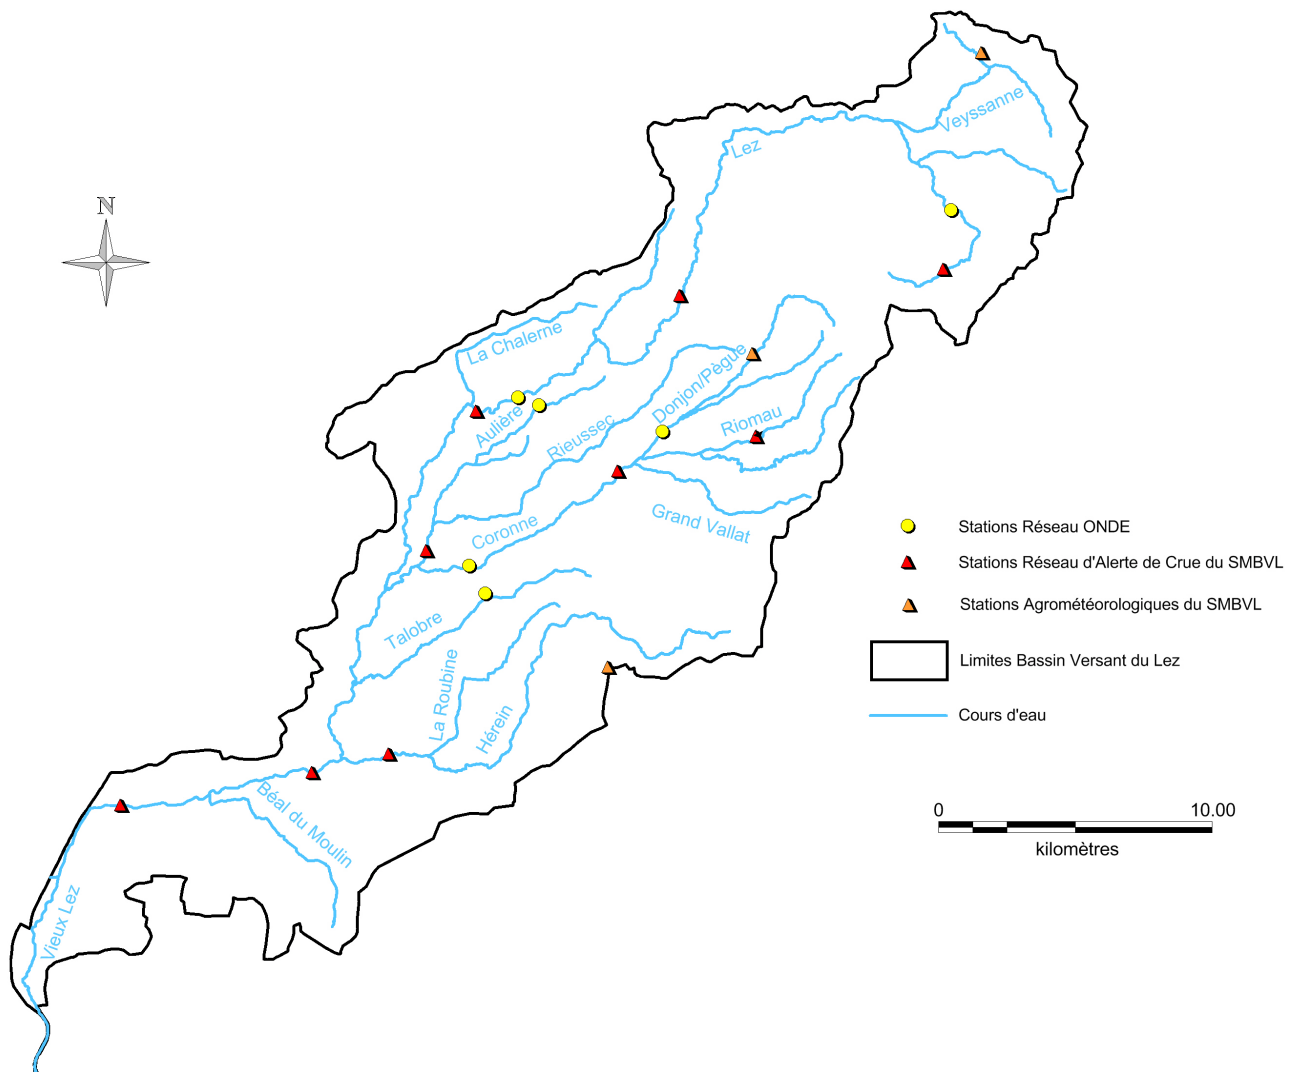 N
Veyssanne
Lez
La Chalerne
Donjon/Pègue
Aulière
Riomau
Rieussec
Grand Vallat
Coronne
Talobre
La Roubine
Hérein
Béal du Moulin
Vieux Lez
Stations Réseau ONDE
Stations Réseau d'Alerte de Crue du SMBVL
Stations Agrométéorologiques du SMBVL
Limites Bassin Versant du Lez
Cours d'eau
0 10.00
kilomètres